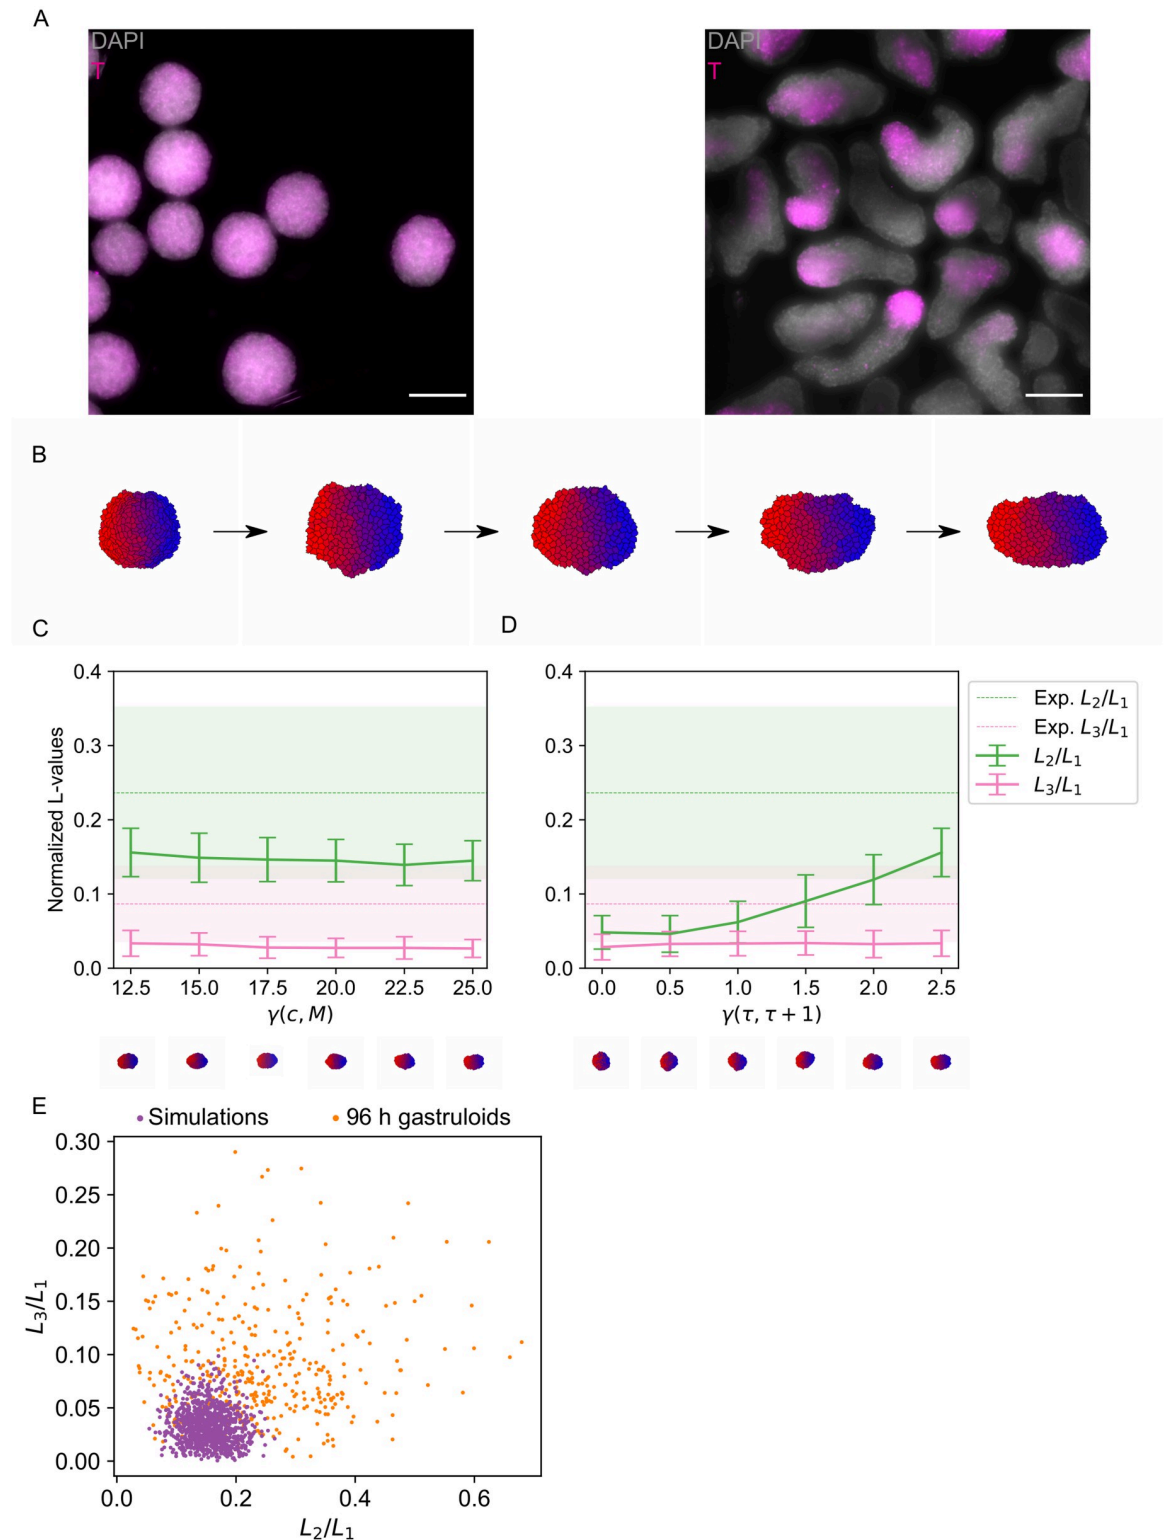 A
DAPI
T
DAPI
T
B
C
D
0.4
0.3
0.2
0.1
0.0
Normalized L-values
12.5 15.0 17.5 20.0 22.5 25.0
γ(c, M)
0.4
0.3
0.2
0.1
0.0
0.0 0.5 1.0 1.5 2.0 2.5
γ(τ, τ + 1)
Exp. L₂/L₁
Exp. L₃/L₁
L₂/L₁
L₃/L₁
E
Simulations 96 h gastruloids
0.30
0.25
0.20
0.15
0.10
0.05
0.00
L₃/L₁
0.0 0.2 0.4 0.6
L₂/L₁